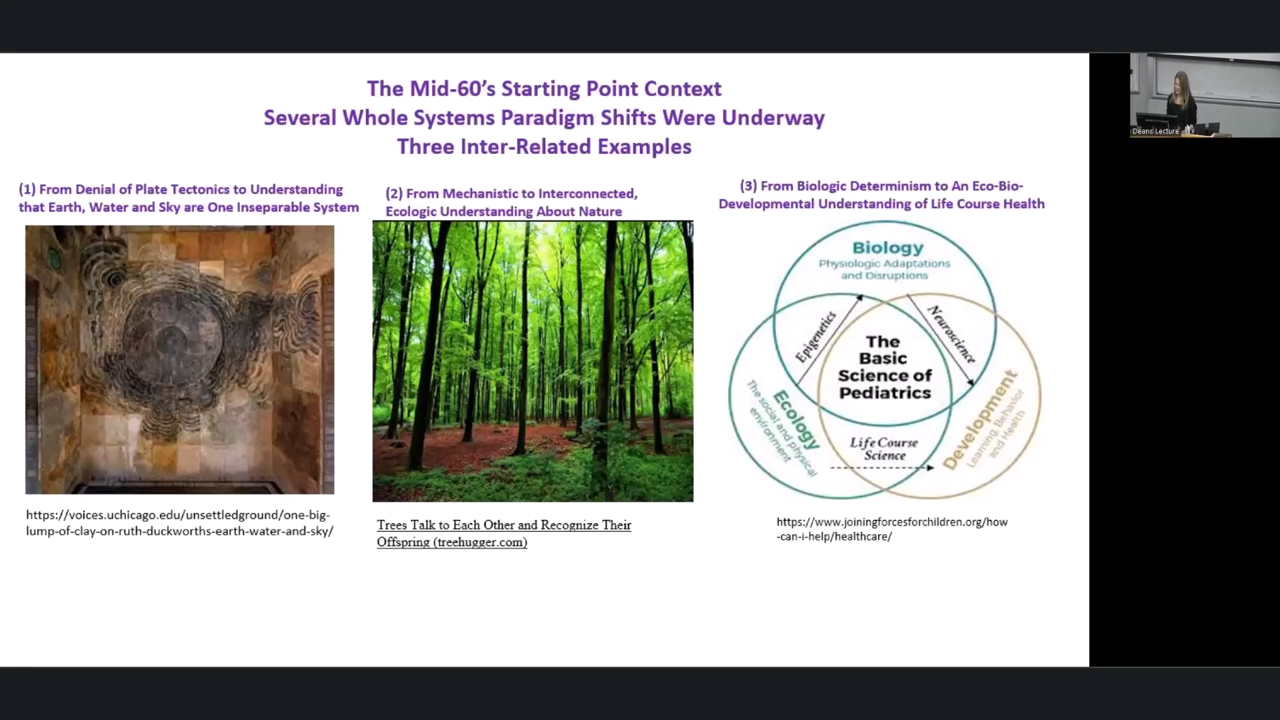 The Mid-60's Starting Point Context
Several Whole Systems Paradigm Shifts Were Underway
Three Inter-Related Examples
(1) From Denial of Plate Tectonics to Understanding
that Earth, Water and Sky are One Inseparable System
https://voices.uchicago.edu/unsettledground/one-big-
lump-of-clay-on-ruth-duckworths-earth-water-and-sky/
(2) From Mechanistic to Interconnected,
Ecologic Understanding About Nature
Trees Talk to Each Other and Recognize Their
Offspring (treehugger.com)
(3) From Biologic Determinism to An Eco-Bio-
Developmental Understanding of Life Course Health
Biology
Physiologic Adaptations
and Disruptions
Epigenetics
Neuroscience
The
Basic
Science of
Pediatrics
Ecology
The social and physical
environment
Development
Learning, Behavior
and Health
Life Course
Science
https://www.joiningforcesforchildren.org/how
-can-i-help/healthcare/
Deans Lecture